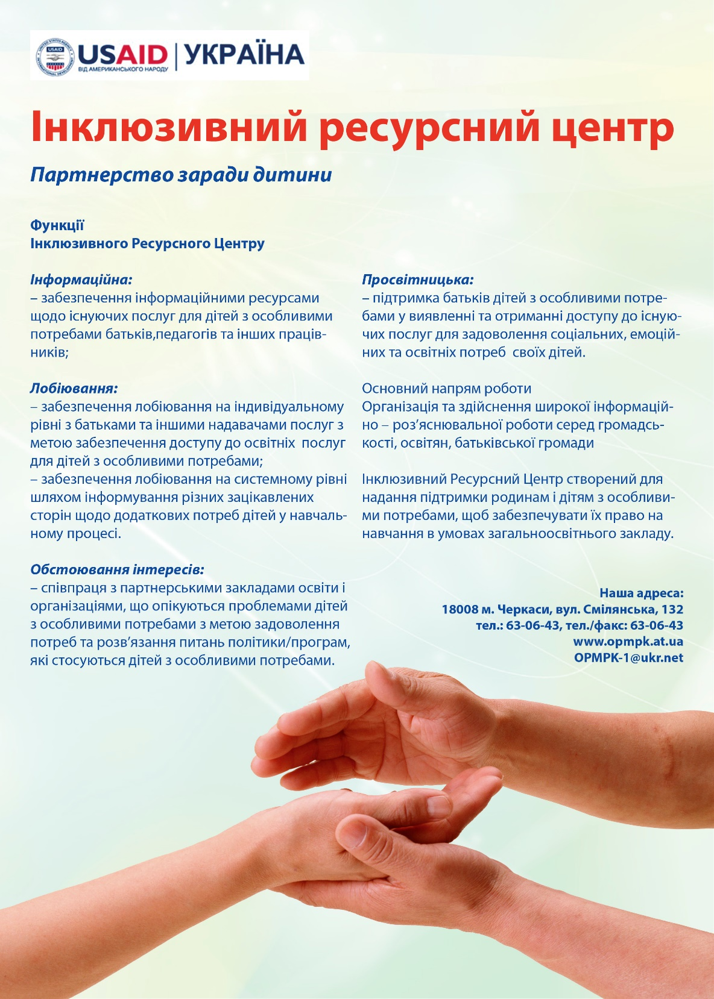 USAID
USAID | УКРАЇНА
ВІД АМЕРИКАНСЬКОГО НАРОДУ
Інклюзивний ресурсний центр
Партнерство заради дитини
Функції
Інклюзивного Ресурсного Центру
Інформаційна:
– забезпечення інформаційними ресурсами
щодо існуючих послуг для дітей з особливими
потребами батьків,педагогів та інших праців-
ників;
Лобіювання:
– забезпечення лобіювання на індивідуальному
рівні з батьками та іншими надавачами послуг з
метою забезпечення доступу до освітніх  послуг
для дітей з особливими потребами;
– забезпечення лобіювання на системному рівні
шляхом інформування різних зацікавлених
сторін щодо додаткових потреб дітей у навчаль-
ному процесі.
Обстоювання інтересів:
– співпраця з партнерськими закладами освіти і
організаціями, що опікуються проблемами дітей
з особливими потребами з метою задоволення
потреб та розв’язання питань політики/програм,
які стосуються дітей з особливими потребами.
Просвітницька:
– підтримка батьків дітей з особливими потре-
бами у виявленні та отриманні доступу до існую-
чих послуг для задоволення соціальних, емоцій-
них та освітніх потреб  своїх дітей.
Основний напрям роботи
Організація та здійснення широкої інформацій-
но – роз’яснювальної роботи серед громадсь-
кості, освітян, батьківської громади
Інклюзивний Ресурсний Центр створений для
надання підтримки родинам і дітям з особливи-
ми потребами, щоб забезпечувати їх право на
навчання в умовах загальноосвітнього закладу.
Наша адреса:
18008 м. Черкаси, вул. Смілянська, 132
тел.: 63-06-43, тел./факс: 63-06-43
www.opmpk.at.ua
OPMPK-1@ukr.net